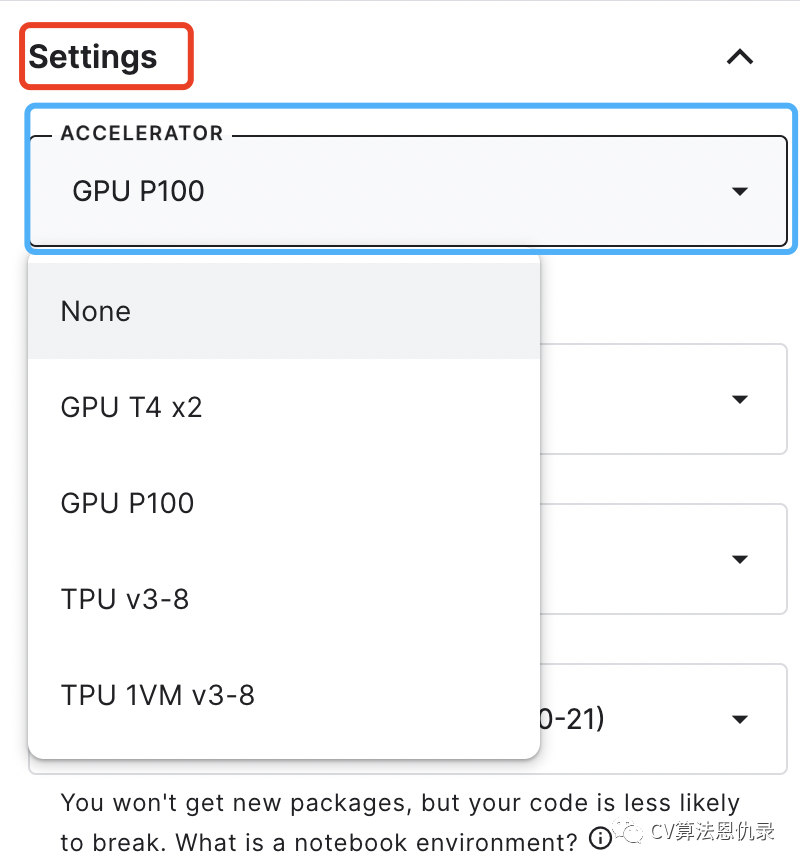 Settings
ACCELERATOR
GPU P100
None
GPU T4 x2
GPU P100
TPU v3-8
TPU 1VM v3-8
0-21)
You won't get new packages, but your code is less likely
to break. What is a notebook environment?
CV算法恩仇录